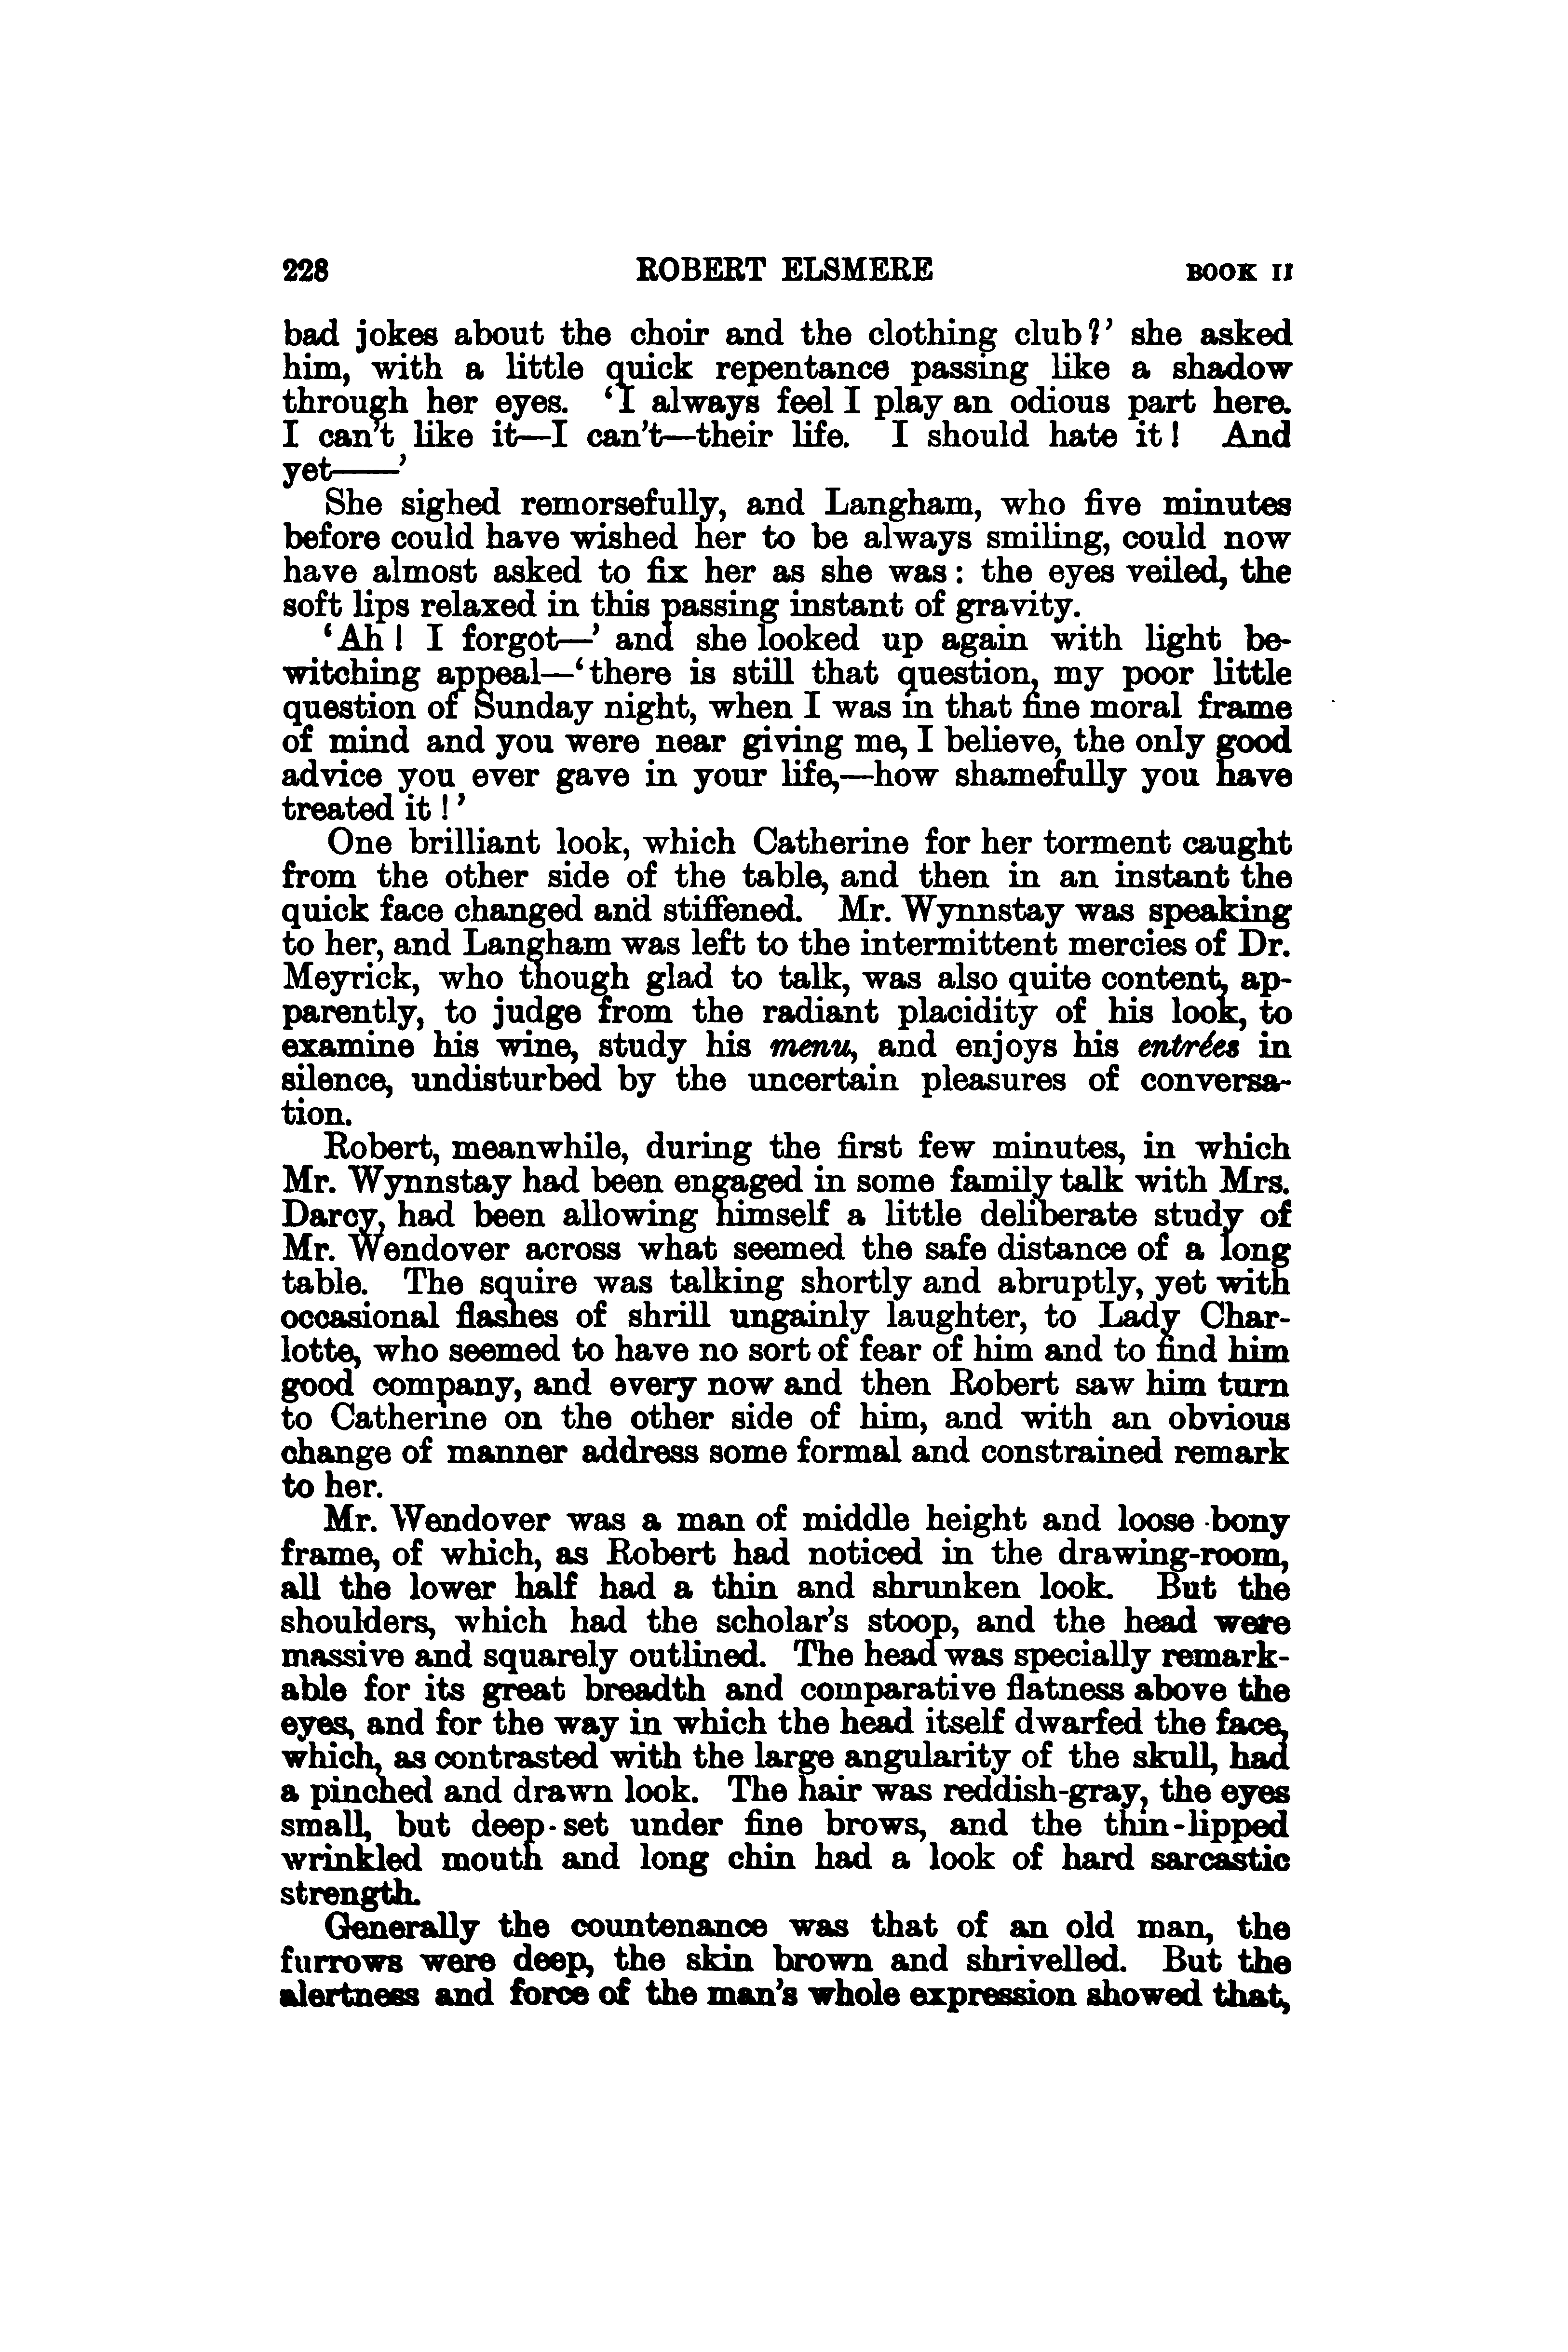 228 ROBERT ELSMERE BOOK II
bad jokes about the choir and the clothing club?’ she asked
him, with a little quick repentance passing like a shadow
through her eyes. ‘I always feel I play an odious part here.
I can’t like it—I can’t—their life. I should hate it! And
yet——’
She sighed remorsefully, and Langham, who five minutes
before could have wished her to be always smiling, could now
have almost asked to fix her as she was: the eyes veiled, the
soft lips relaxed in this passing instant of gravity.
‘Ah! I forgot—’ and she looked up again with light be-
witching appeal—‘there is still that question, my poor little
question of Sunday night, when I was in that fine moral frame
of mind and you were near giving me, I believe, the only good
advice you ever gave in your life,—how shamefully you have
treated it!’
One brilliant look, which Catherine for her torment caught
from the other side of the table, and then in an instant the
quick face changed and stiffened. Mr. Wynnstay was speaking
to her, and Langham was left to the intermittent mercies of Dr.
Meyrick, who though glad to talk, was also quite content, ap-
parently, to judge from the radiant placidity of his look, to
examine his wine, study his menu, and enjoys his entrées in
silence, undisturbed by the uncertain pleasures of conversa-
tion.
Robert, meanwhile, during the first few minutes, in which
Mr. Wynnstay had been engaged in some family talk with Mrs.
Darcy, had been allowing himself a little deliberate study of
Mr. Wendover across what seemed the safe distance of a long
table. The squire was talking shortly and abruptly, yet with
occasional flashes of shrill ungainly laughter, to Lady Char-
lotte, who seemed to have no sort of fear of him and to find him
good company, and every now and then Robert saw him turn
to Catherine on the other side of him, and with an obvious
change of manner address some formal and constrained remark
to her.
Mr. Wendover was a man of middle height and loose bony
frame, of which, as Robert had noticed in the drawing-room,
all the lower half had a thin and shrunken look. But the
shoulders, which had the scholar’s stoop, and the head were
massive and squarely outlined. The head was specially remark-
able for its great breadth and comparative flatness above the
eyes, and for the way in which the head itself dwarfed the face,
which, as contrasted with the large angularity of the skull, had
a pinched and drawn look. The hair was reddish-gray, the eyes
small, but deep-set under fine brows, and the thin-lipped
wrinkled mouth and long chin had a look of hard sarcastic
strength.
Generally the countenance was that of an old man, the
furrows were deep, the skin brown and shrivelled. But the
alertness and force of the man’s whole expression showed that,